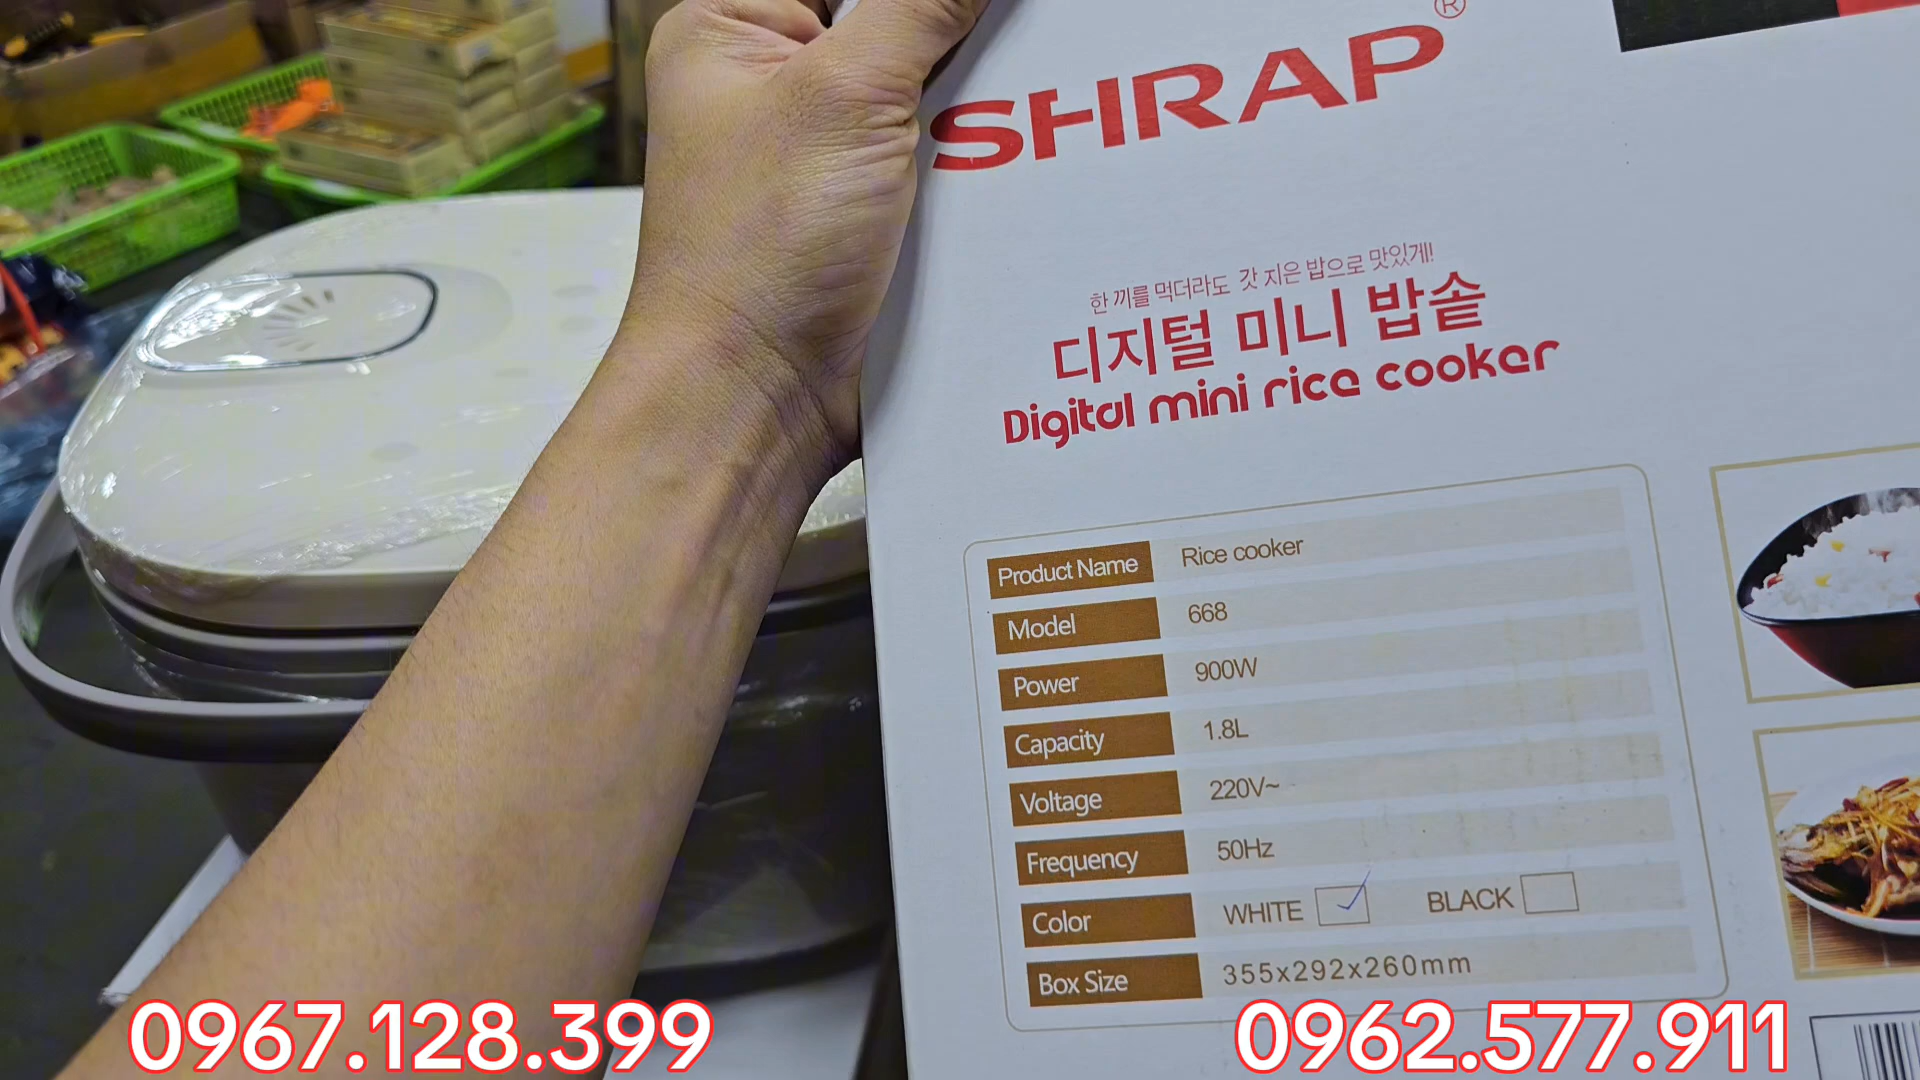 SHRAP®
한 끼를 먹더라도 갓 지은 밥으로 맛있게!
디지털 미니 밥솥
Digital mini rice cooker
Product Name Rice cooker
Model 668
Power 900W
Capacity 1.8L
Voltage 220V~
Frequency 50Hz
Color WHITE BLACK
Box Size 355x292x260mm
0967.128.399
0962.577.911